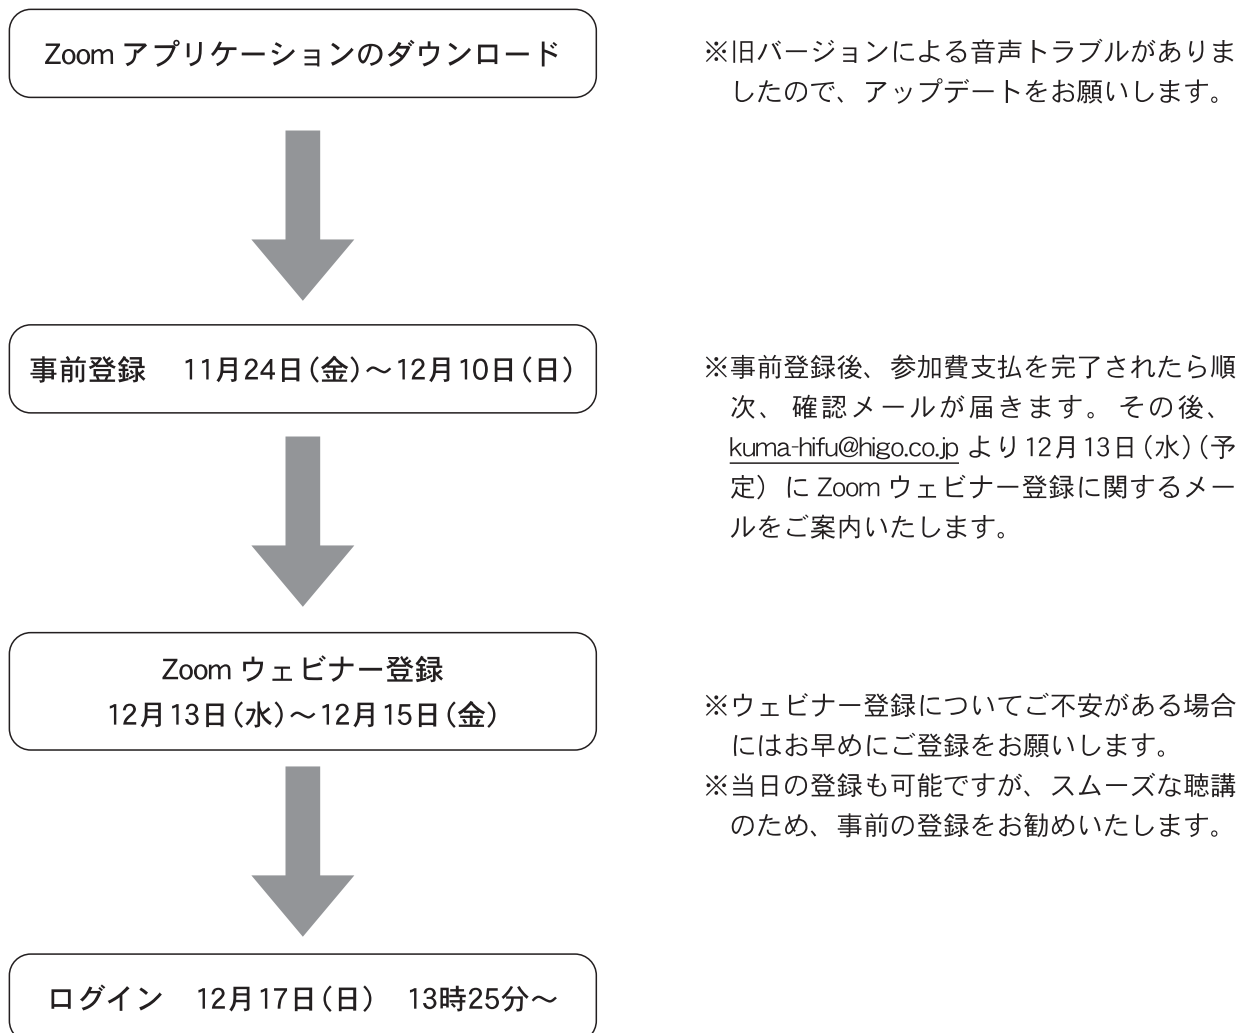 Zoom アプリケーションのダウンロード
※旧バージョンによる音声トラブルがありま
したので、アップデートをお願いします。
事前登録　11月24日(金)～12月10日(日)
※事前登録後、参加費支払を完了されたら順
次、確認メールが届きます。その後、
kuma-hifu@higo.co.jp より12月13日(水)(予
定) に Zoom ウェビナー登録に関するメー
ルをご案内いたします。
Zoom ウェビナー登録
12月13日(水)～12月15日(金)
※ウェビナー登録についてご不安がある場合
にはお早めにご登録をお願いします。
※当日の登録も可能ですが、スムーズな聴講
のため、事前の登録をお勧めいたします。
ログイン　12月17日(日)　13時25分～